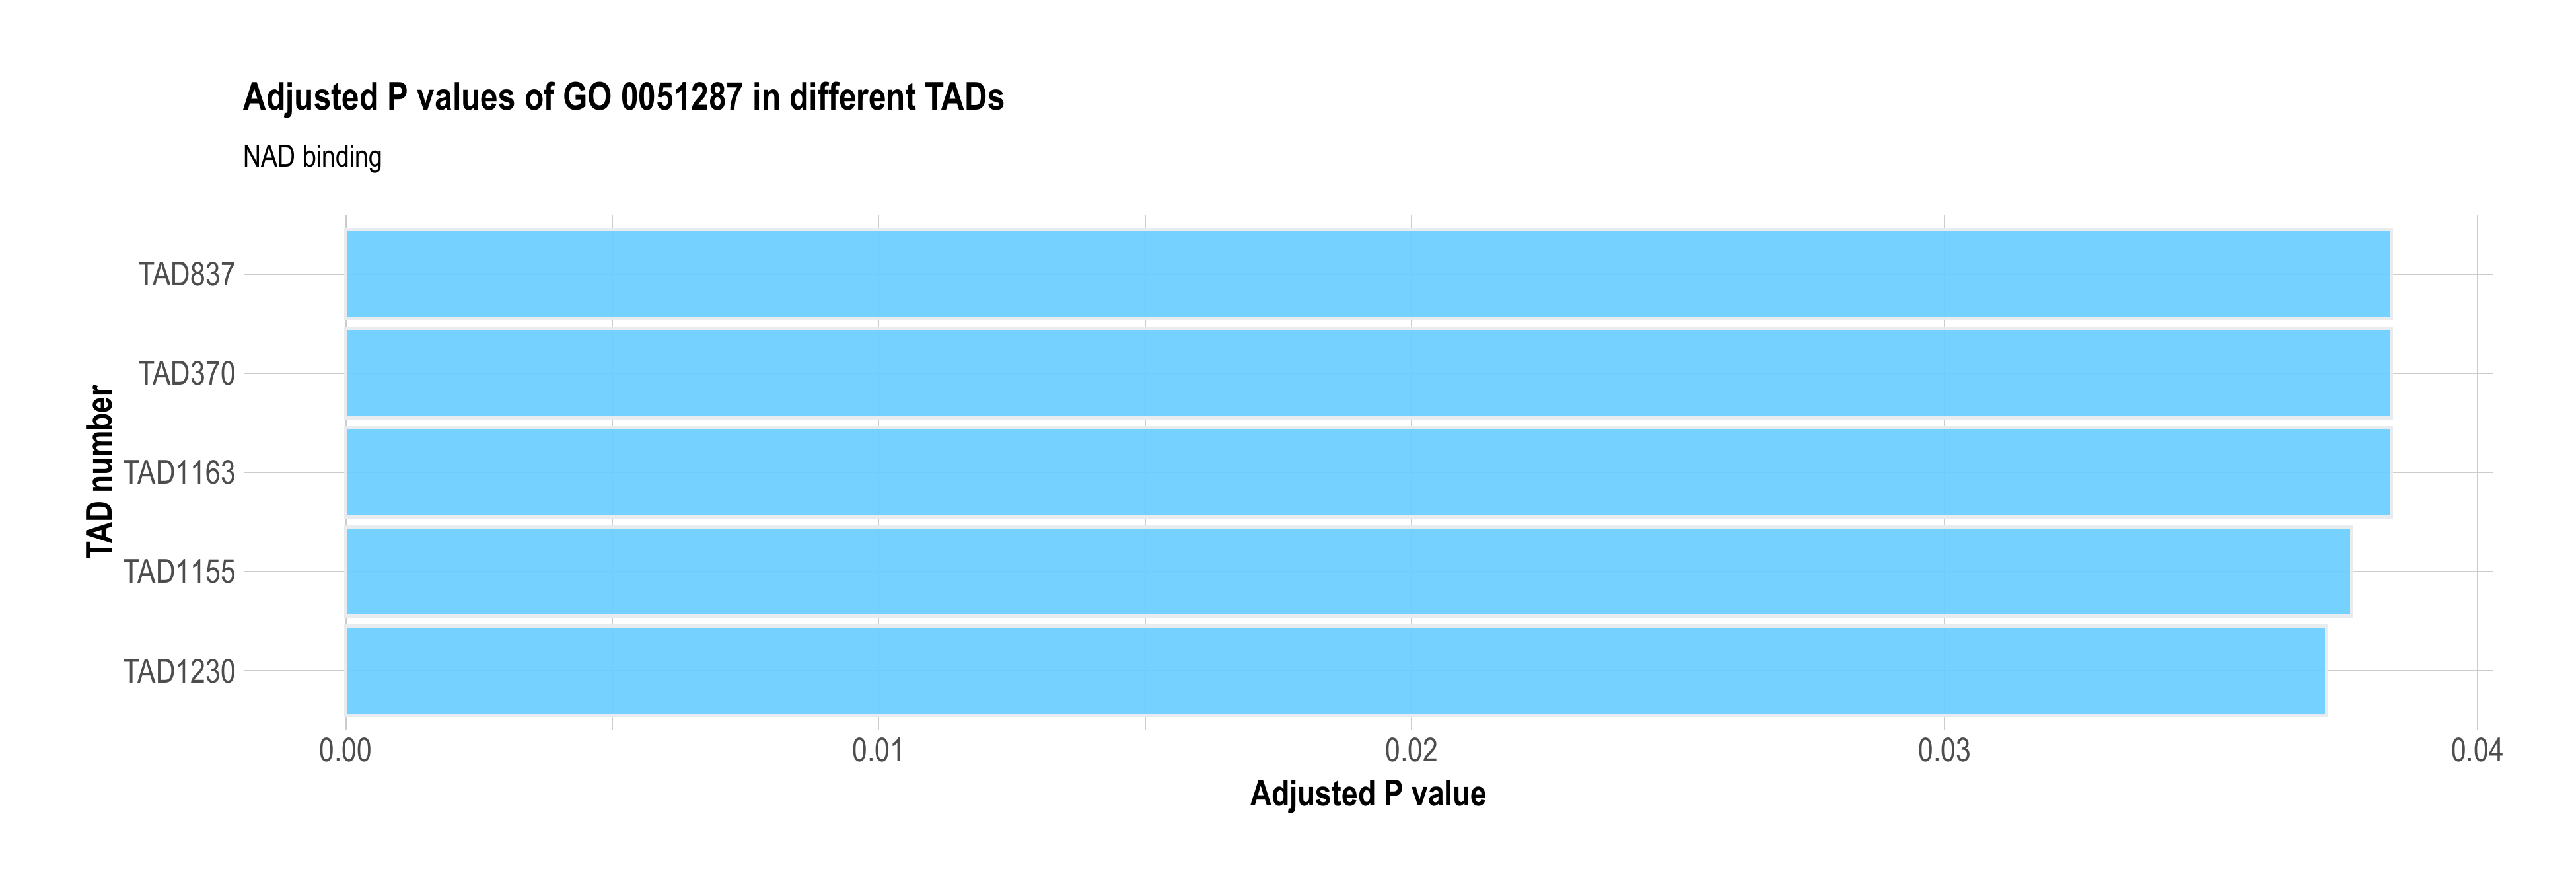 Adjusted P values of GO 0051287 in different TADs
NAD binding
TAD number
TAD837
TAD370
TAD1163
TAD1155
TAD1230
0.00 0.01 0.02 0.03 0.04
Adjusted P value